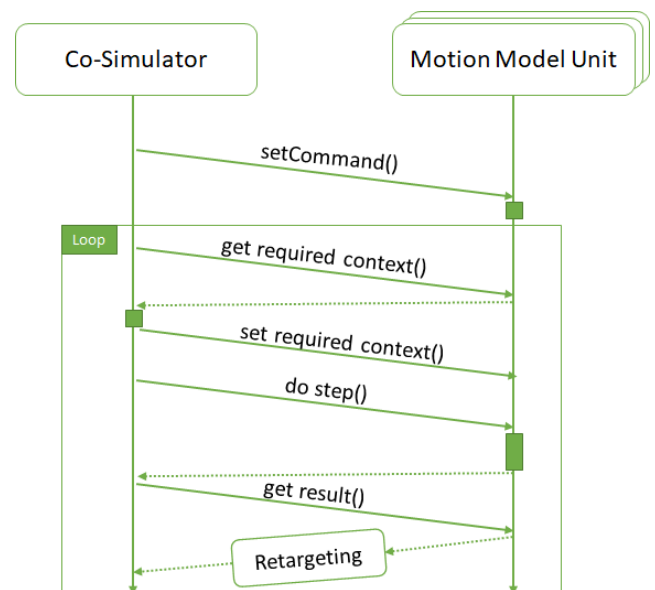 Co-Simulator
Motion Model Unit
setCommand()
Loop
get required context()
set required context()
do step()
get result()
Retargeting